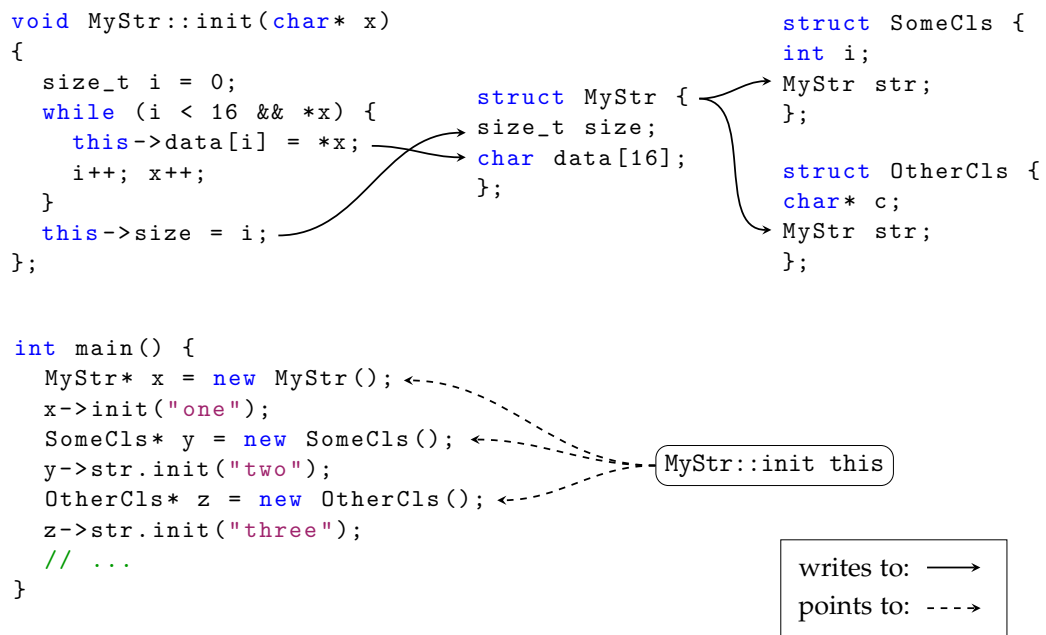 void MyStr::init(char* x)
{
  size_t i = 0;
  while (i < 16 && *x) {
    this->data[i] = *x;
    i++; x++;
  }
  this->size = i;
};
struct MyStr {
size_t size;
char data[16];
};
struct SomeCls {
int i;
MyStr str;
};
struct OtherCls {
char* c;
MyStr str;
};
int main() {
  MyStr* x = new MyStr();
  x->init("one");
  SomeCls* y = new SomeCls();
  y->str.init("two");
  OtherCls* z = new OtherCls();
  z->str.init("three");
  // ...
}
MyStr::init this
writes to:
points to: